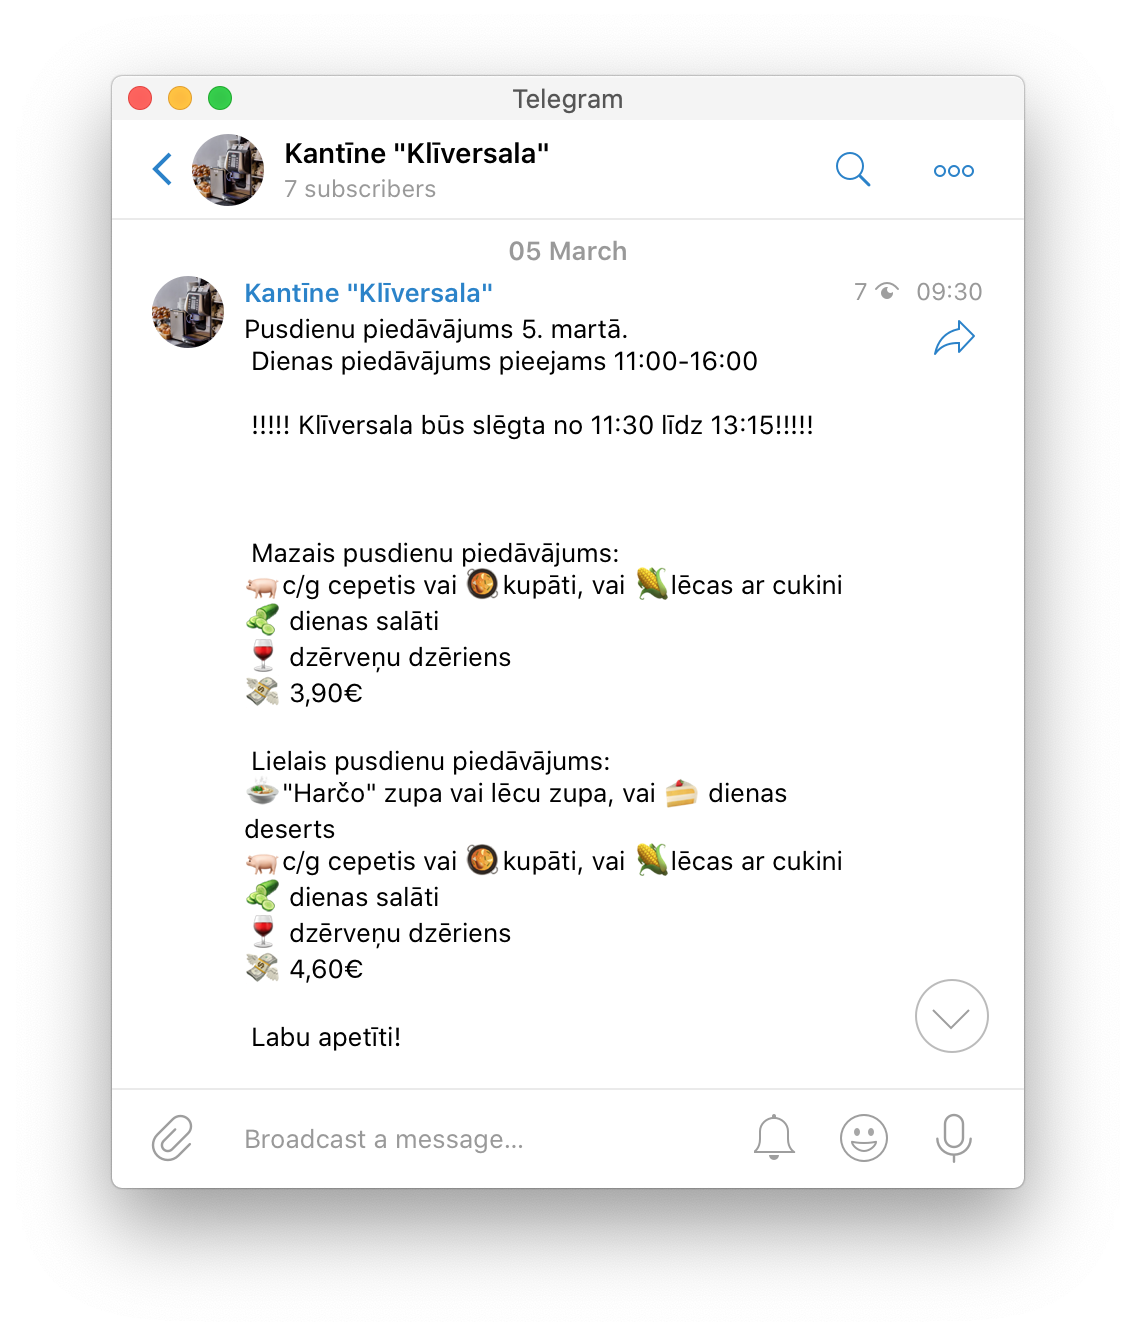 Telegram
Kantīne "Klīversala"
7 subscribers
05 March
Kantīne "Klīversala" 7 09:30
Pusdienu piedāvājums 5. martā.
Dienas piedāvājums pieejams 11:00-16:00
!!!!! Klīversala būs slēgta no 11:30 līdz 13:15!!!!!
Mazais pusdienu piedāvājums:
🐖c/g cepetis vai 🥘kupāti, vai 🌽lēcas ar cukini
🥒 dienas salāti
🍷 dzērveņu dzēriens
💸 3,90€
Lielais pusdienu piedāvājums:
🍲"Harčo" zupa vai lēcu zupa, vai 🍰 dienas
deserts
🐖c/g cepetis vai 🥘kupāti, vai 🌽lēcas ar cukini
🥒 dienas salāti
🍷 dzērveņu dzēriens
💸 4,60€
Labu apetīti!
Broadcast a message...